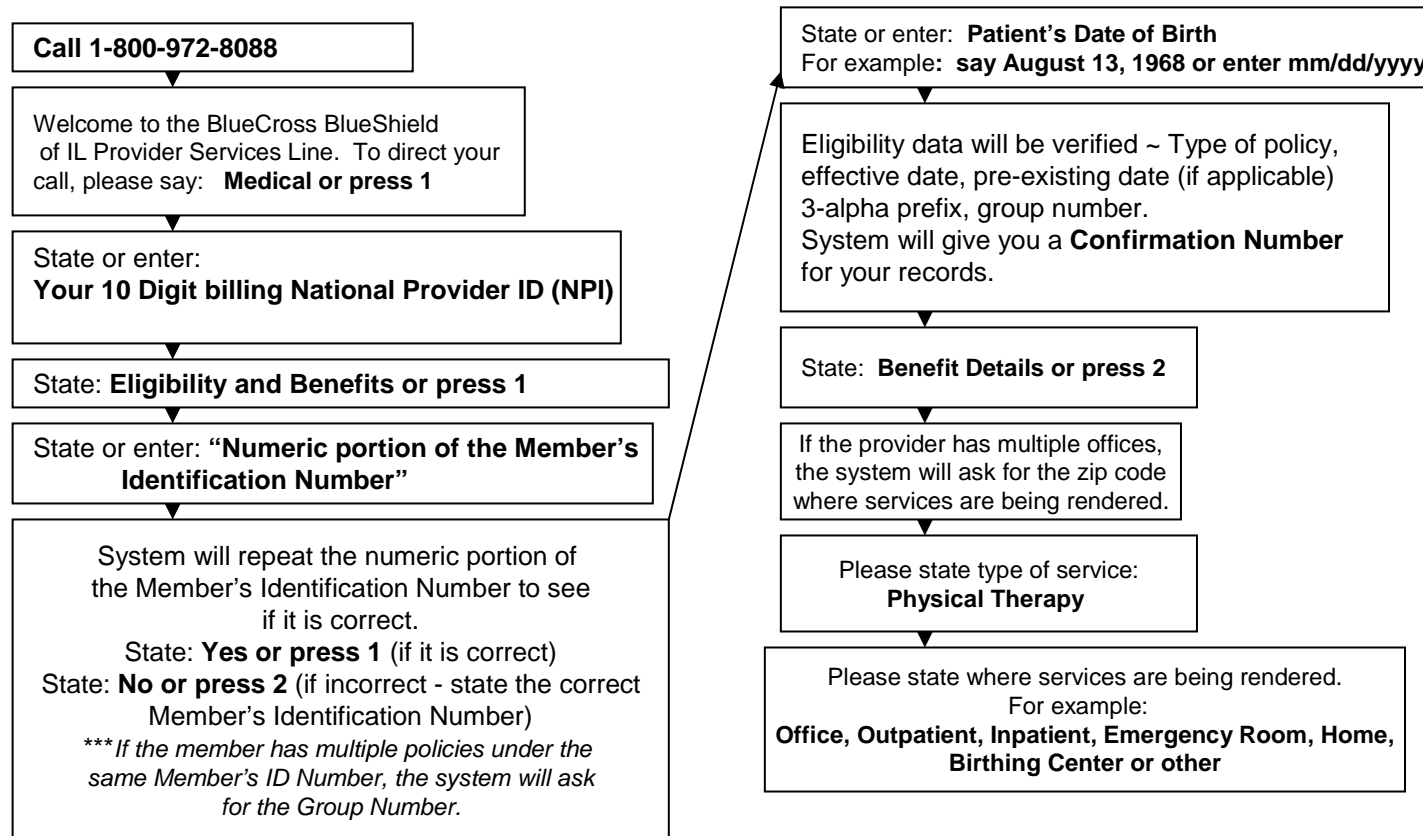 Call 1-800-972-8088
Welcome to the BlueCross BlueShield
of IL Provider Services Line. To direct your
call, please say: Medical or press 1
State or enter:
Your 10 Digit billing National Provider ID (NPI)
State: Eligibility and Benefits or press 1
State or enter: “Numeric portion of the Member’s
Identification Number”
System will repeat the numeric portion of
the Member’s Identification Number to see
if it is correct.
State: Yes or press 1 (if it is correct)
State: No or press 2 (if incorrect - state the correct
Member’s Identification Number)
***If the member has multiple policies under the
same Member’s ID Number, the system will ask
for the Group Number.
State or enter: Patient’s Date of Birth
For example: say August 13, 1968 or enter mm/dd/yyyy
Eligibility data will be verified ~ Type of policy,
effective date, pre-existing date (if applicable)
3-alpha prefix, group number.
System will give you a Confirmation Number
for your records.
State: Benefit Details or press 2
If the provider has multiple offices,
the system will ask for the zip code
where services are being rendered.
Please state type of service:
Physical Therapy
Please state where services are being rendered.
For example:
Office, Outpatient, Inpatient, Emergency Room, Home,
Birthing Center or other